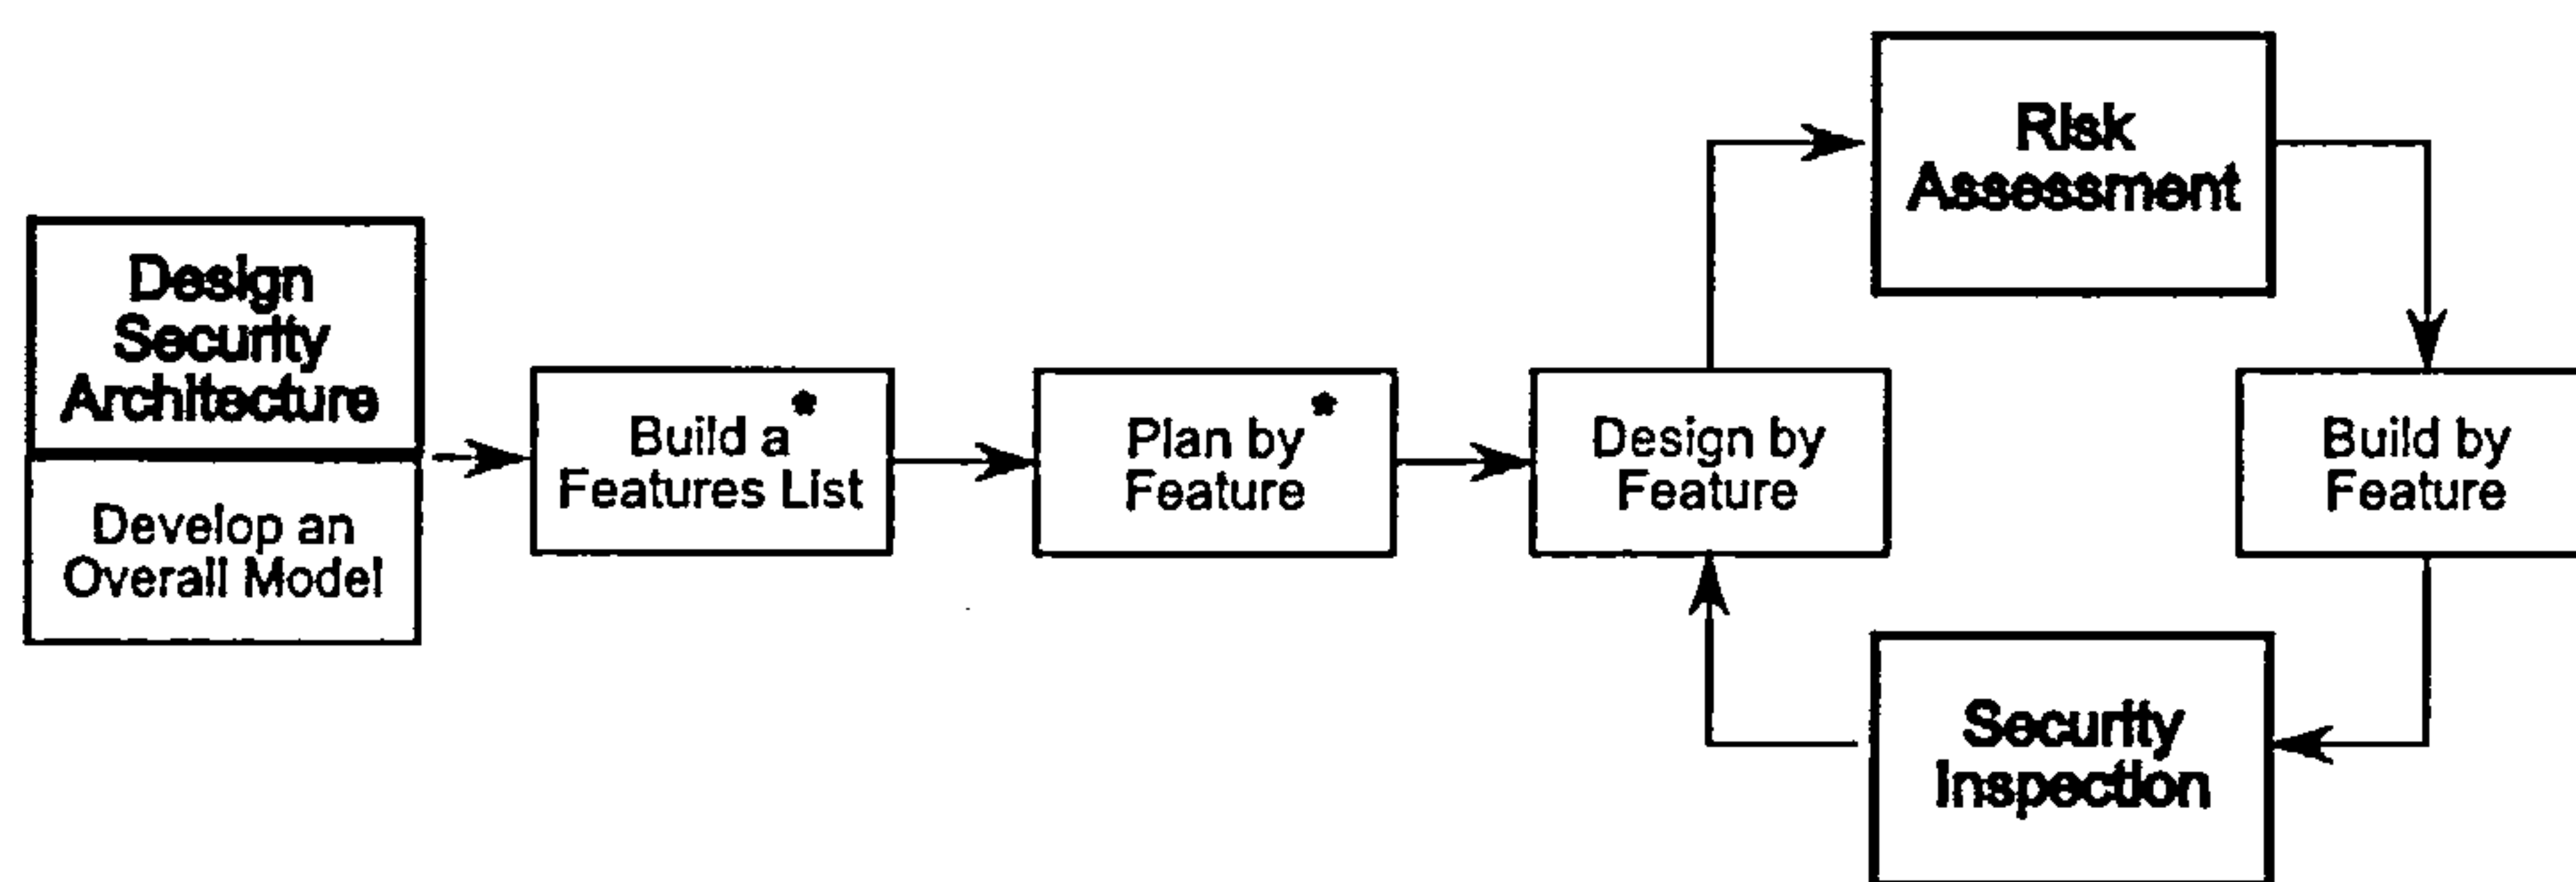 Design
Security
Architecture
Develop an
Overall Model
Build a*
Features List
Plan by*
Feature
Design by
Feature
Risk
Assessment
Build by
Feature
Security
Inspection